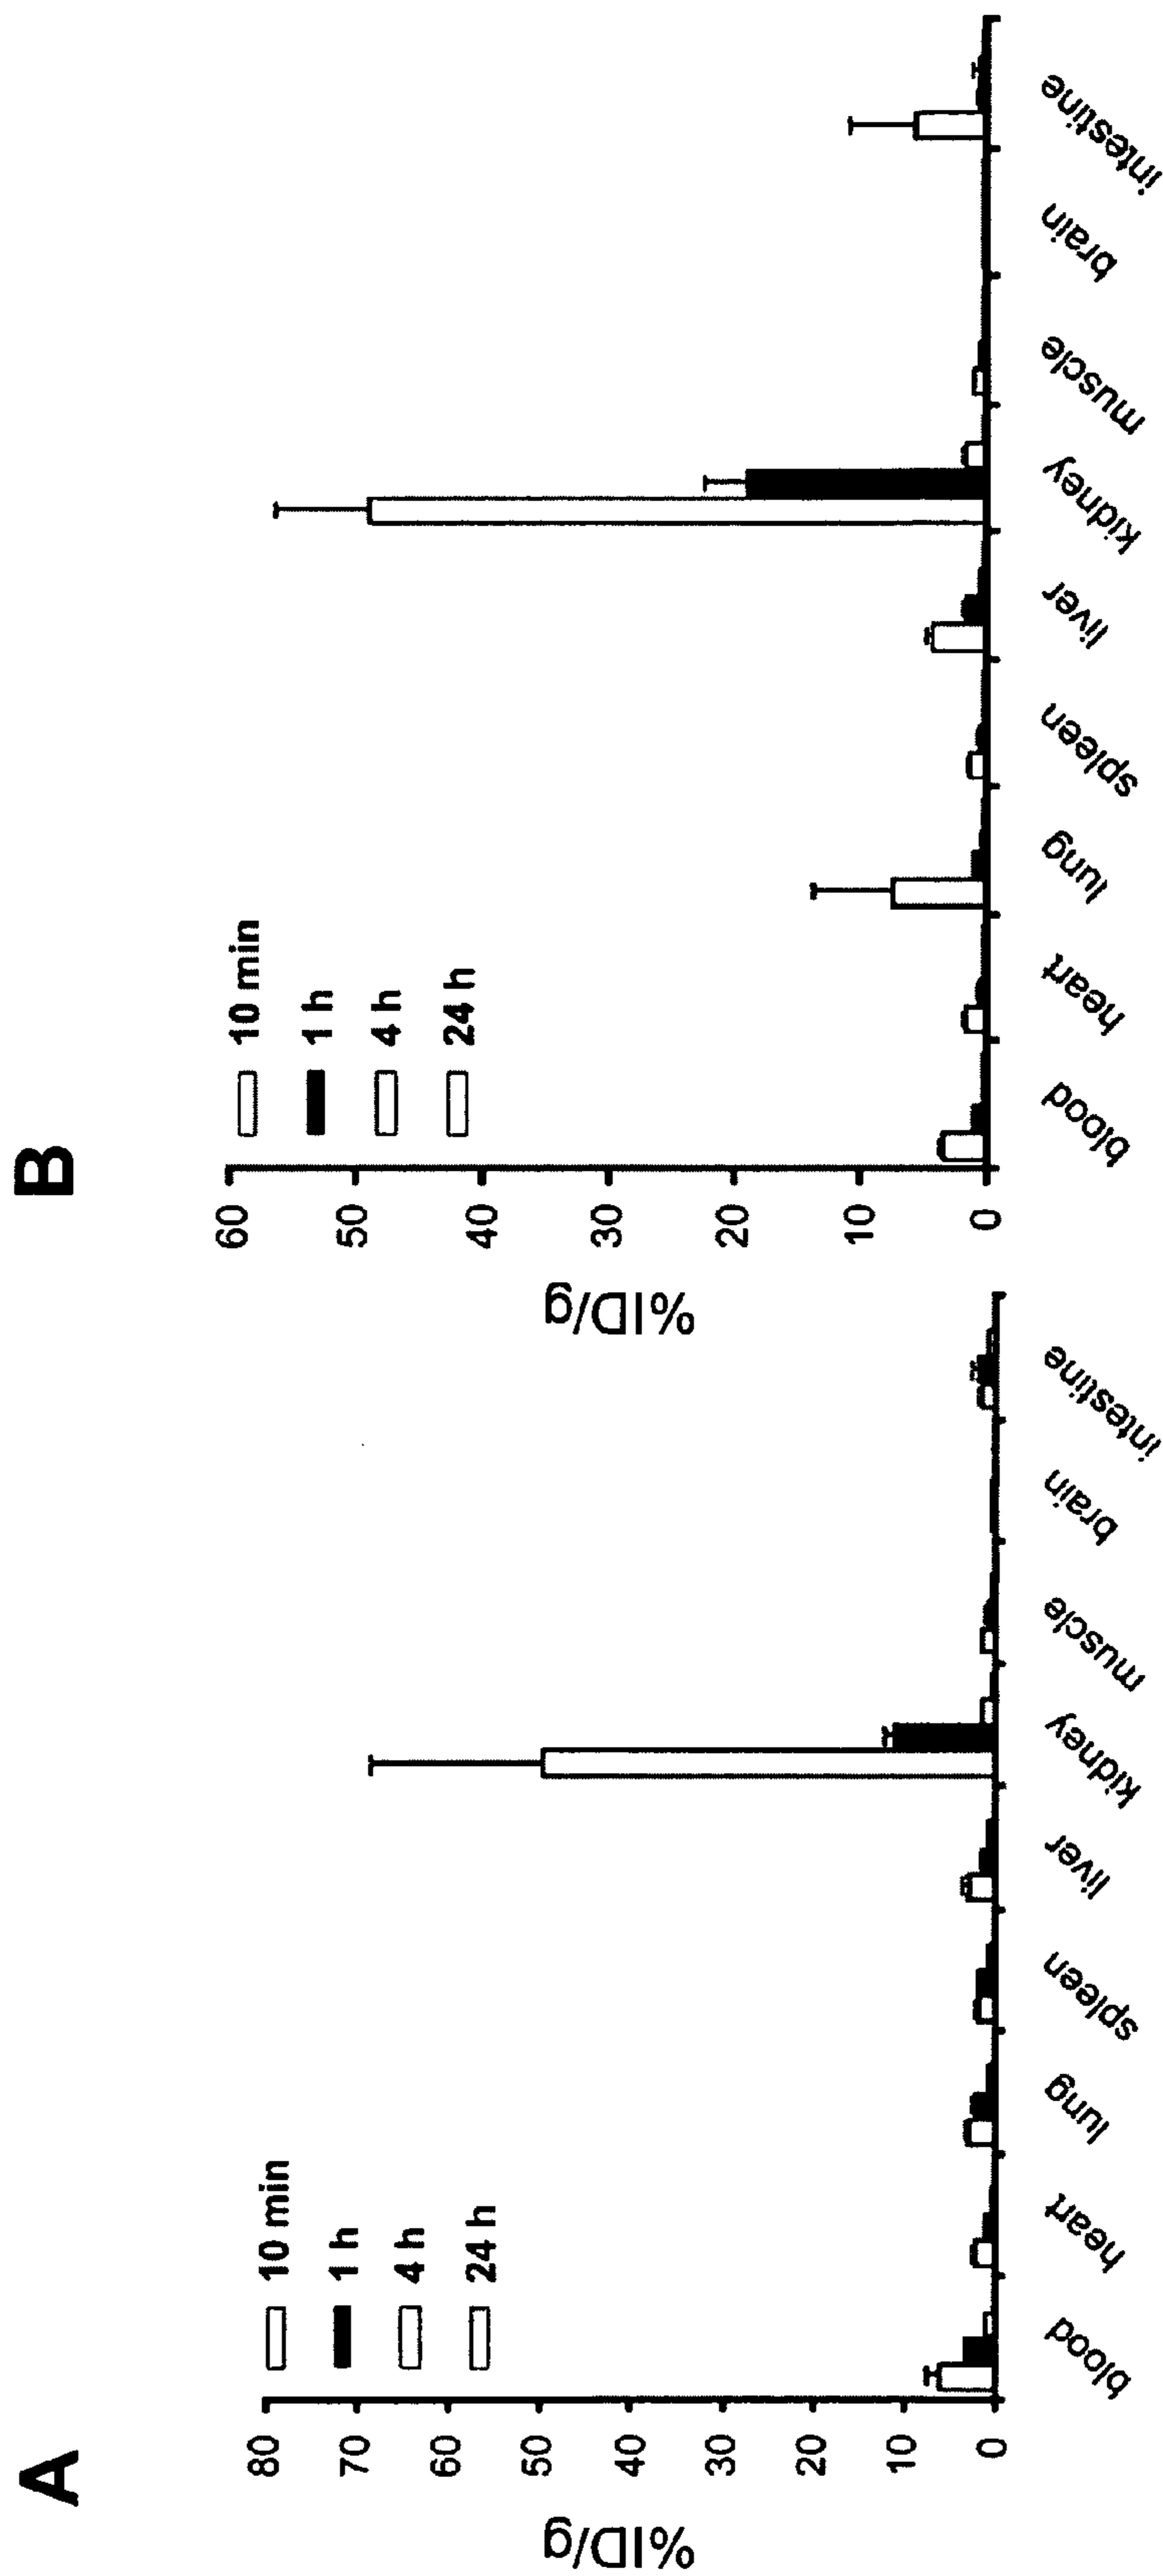 A
%ID/g
80
70
60
50
40
30
20
10
0
10 min
1 h
4 h
24 h
blood
heart
lung
spleen
liver
kidney
muscle
brain
intestine
B
%ID/g
60
50
40
30
20
10
0
10 min
1 h
4 h
24 h
blood
heart
lung
spleen
liver
kidney
muscle
brain
intestine